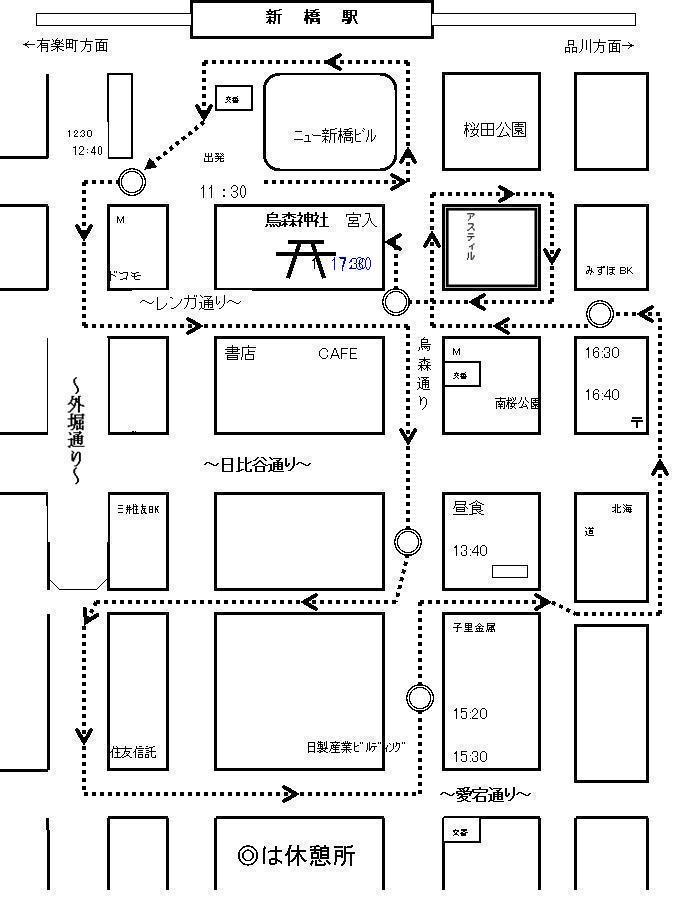 新橋駅
←有楽町方面
品川方面→
交番
ニュー新橋ビル
桜田公園
1230
12:40
出発
11：30
M
烏森神社 宮入
アスティル
ドコモ
みずほBK
～レンガ通り～
書店
CAFE
烏森通り
M
交番
南桜公園
16:30
16:40
〒
～外堀通り～
～日比谷通り～
三井住友BK
昼食
13:40
北海
道
子里金属
15:20
15:30
住友信託
日製産業ビルディング
～愛宕通り～
交番
◎は休憩所